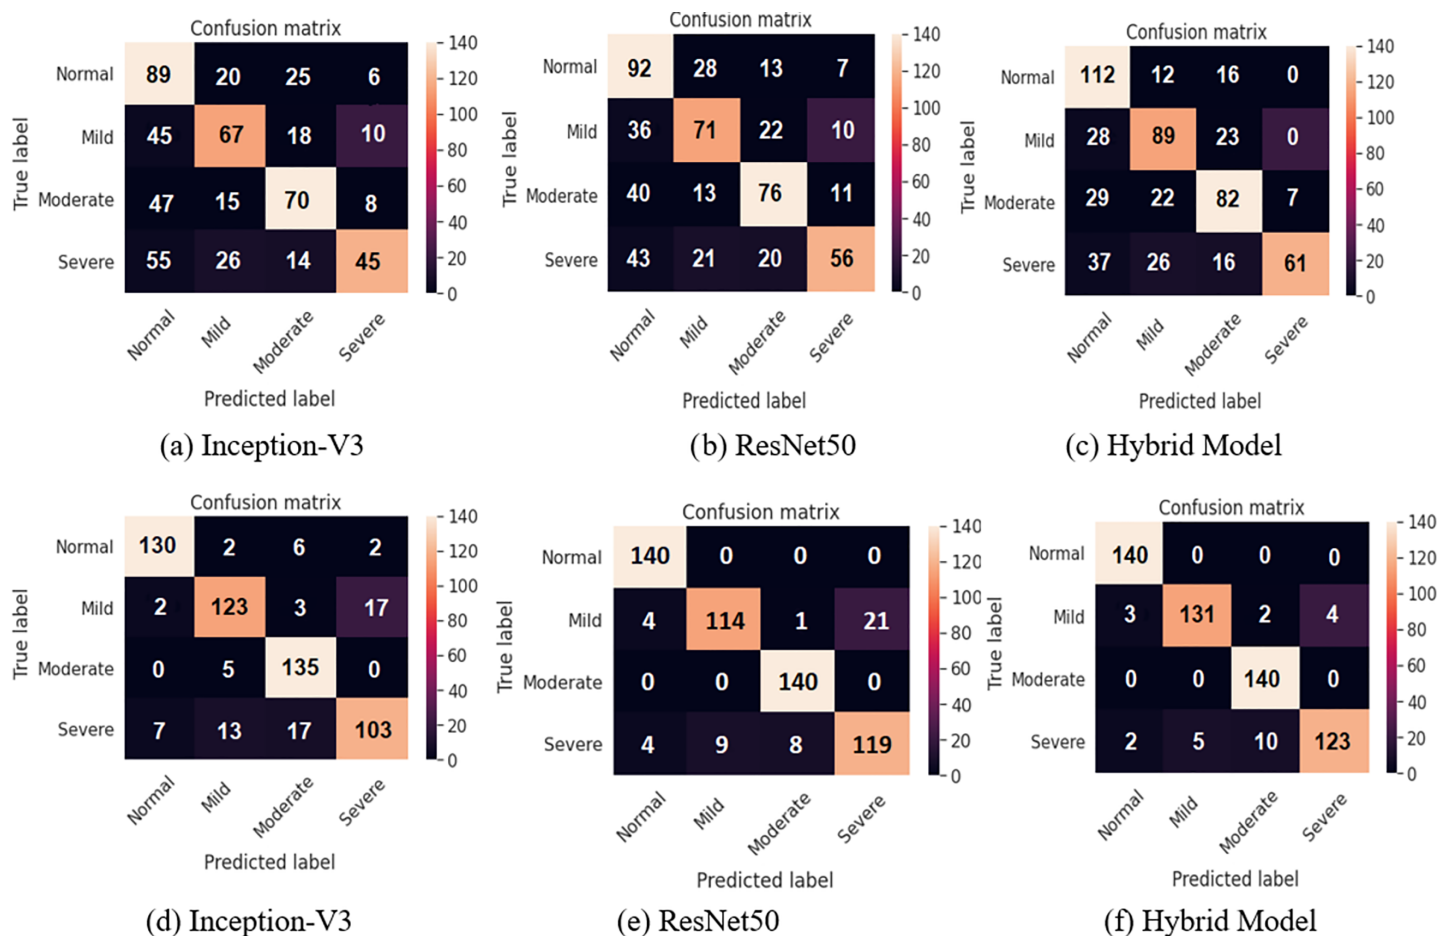 Confusion matrix
True label
Normal 89 20 25 6
Mild 45 67 18 10
Moderate 47 15 70 8
Severe 55 26 14 45
140
120
100
80
60
40
20
0
Normal Mild Moderate Severe
Predicted label
(a) Inception-V3
Confusion matrix
True label
Normal 92 28 13 7
Mild 36 71 22 10
Moderate 40 13 76 11
Severe 43 21 20 56
140
120
100
80
60
40
20
0
Normal Mild Moderate Severe
Predicted label
(b) ResNet50
Confusion matrix
True label
Normal 112 12 16 0
Mild 28 89 23 0
Moderate 29 22 82 7
Severe 37 26 16 61
140
120
100
80
60
40
20
0
Normal Mild Moderate Severe
Predicted label
(c) Hybrid Model
Confusion matrix
True label
Normal 130 2 6 2
Mild 2 123 3 17
Moderate 0 5 135 0
Severe 7 13 17 103
140
120
100
80
60
40
20
0
Normal Mild Moderate Severe
Predicted label
(d) Inception-V3
Confusion matrix
True label
Normal 140 0 0 0
Mild 4 114 1 21
Moderate 0 0 140 0
Severe 4 9 8 119
140
120
100
80
60
40
20
0
Normal Mild Moderate Severe
Predicted label
(e) ResNet50
Confusion matrix
True label
Normal 140 0 0 0
Mild 3 131 2 4
Moderate 0 0 140 0
Severe 2 5 10 123
140
120
100
80
60
40
20
0
Normal Mild Moderate Severe
Predicted label
(f) Hybrid Model